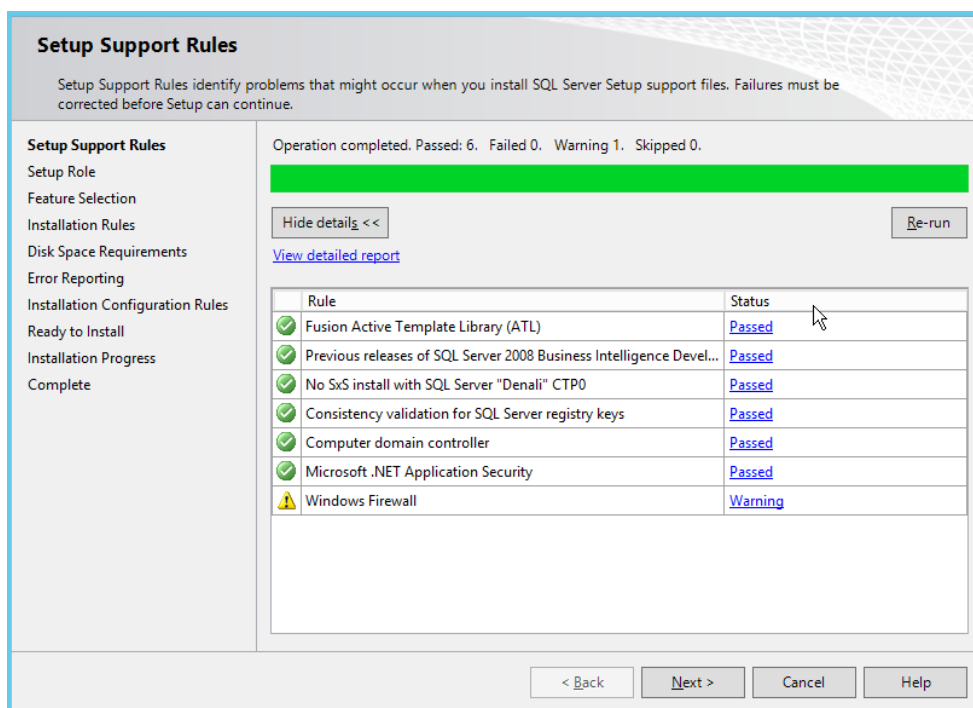 Setup Support Rules
Setup Support Rules identify problems that might occur when you install SQL Server Setup support files. Failures must be
corrected before Setup can continue.
Setup Support Rules
Setup Role
Feature Selection
Installation Rules
Disk Space Requirements
Error Reporting
Installation Configuration Rules
Ready to Install
Installation Progress
Complete
Operation completed. Passed: 6. Failed 0. Warning 1. Skipped 0.
Hide details <<
Re-run
View detailed report
Rule Status
Fusion Active Template Library (ATL) Passed
Previous releases of SQL Server 2008 Business Intelligence Devel... Passed
No SxS install with SQL Server "Denali" CTP0 Passed
Consistency validation for SQL Server registry keys Passed
Computer domain controller Passed
Microsoft .NET Application Security Passed
Windows Firewall Warning
< Back Next > Cancel Help